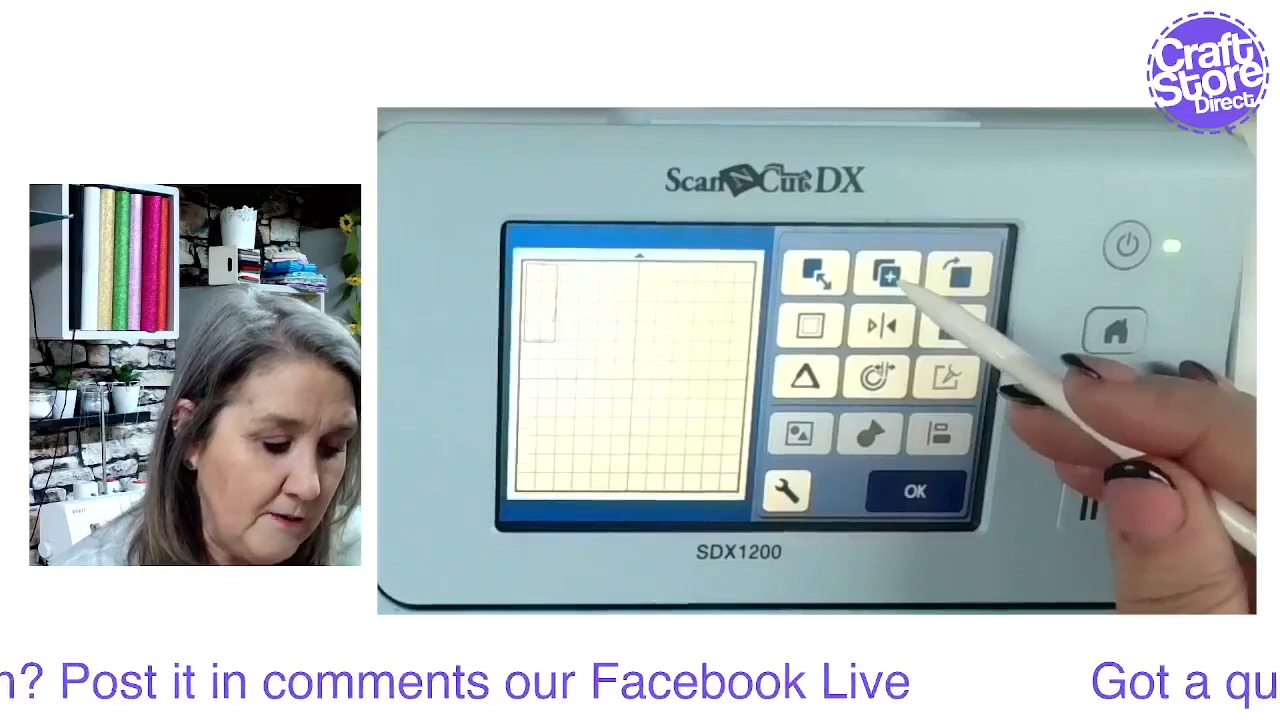 Craft
Store
Direct
ScanNCut DX
OK
SDX1200
n? Post it in comments our Facebook Live
Got a qu